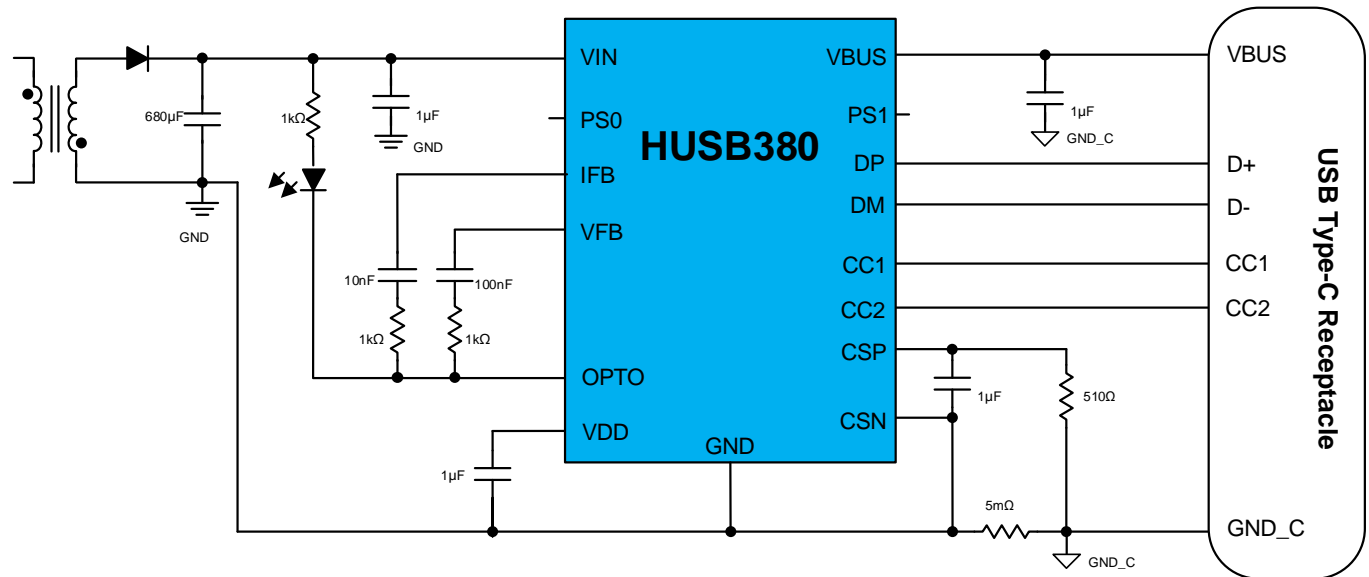 VIN
PS0
IFB
VFB
OPTO
VDD
GND
HUSB380
VBUS
PS1
DP
DM
CC1
CC2
CSP
CSN
680µF
GND
1kΩ
1µF
GND
10nF
100nF
1kΩ
1kΩ
1µF
1µF
GND_C
1µF
510Ω
5mΩ
GND_C
VBUS
D+
D-
CC1
CC2
GND_C
USB Type-C Receptacle